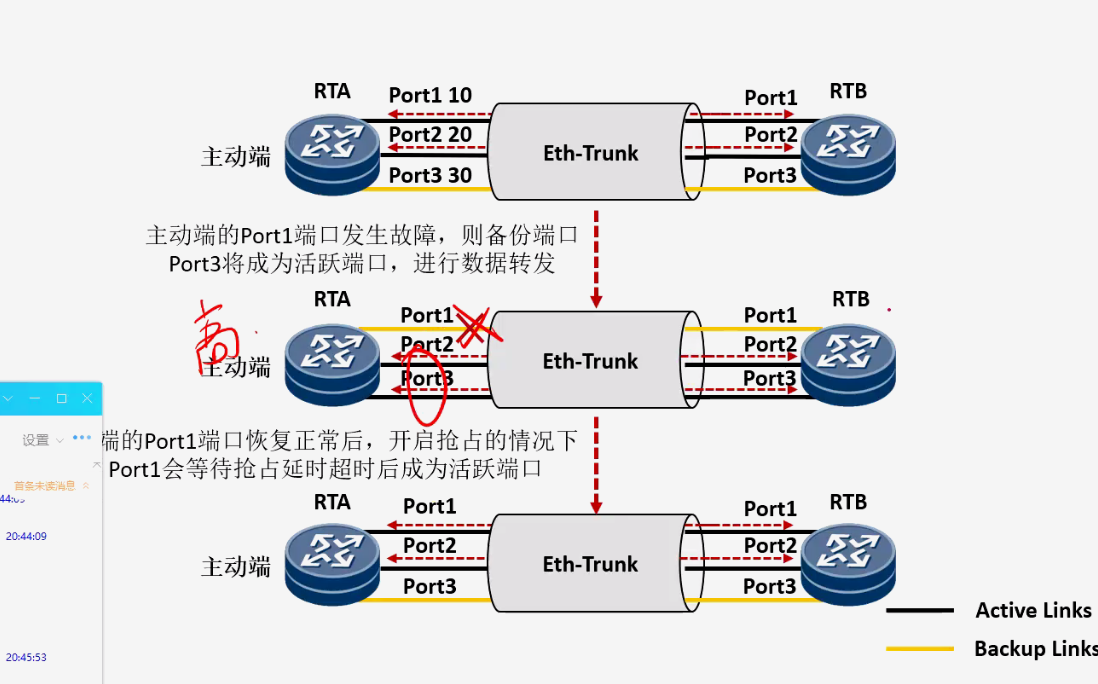 RTA
Port1 10
Port1
RTB
Port2 20
Eth-Trunk
Port2
主动端
Port3 30
Port3
主动端的Port1端口发生故障，则备份端口
Port3将成为活跃端口，进行数据转发
RTA
RTB
Port1
Port1
高
Port2
Port2
Eth-Trunk
主动端
Port3
Port3
端的Port1端口恢复正常后，开启抢占的情况下
设置
Port1会等待抢占延时超时后成为活跃端口
首条未读消息
RTA
Port1
Port1
RTB
20:44:09
Port2
Port2
主动端
Eth-Trunk
Port3
Port3
Active Links
Backup Links
20:45:53